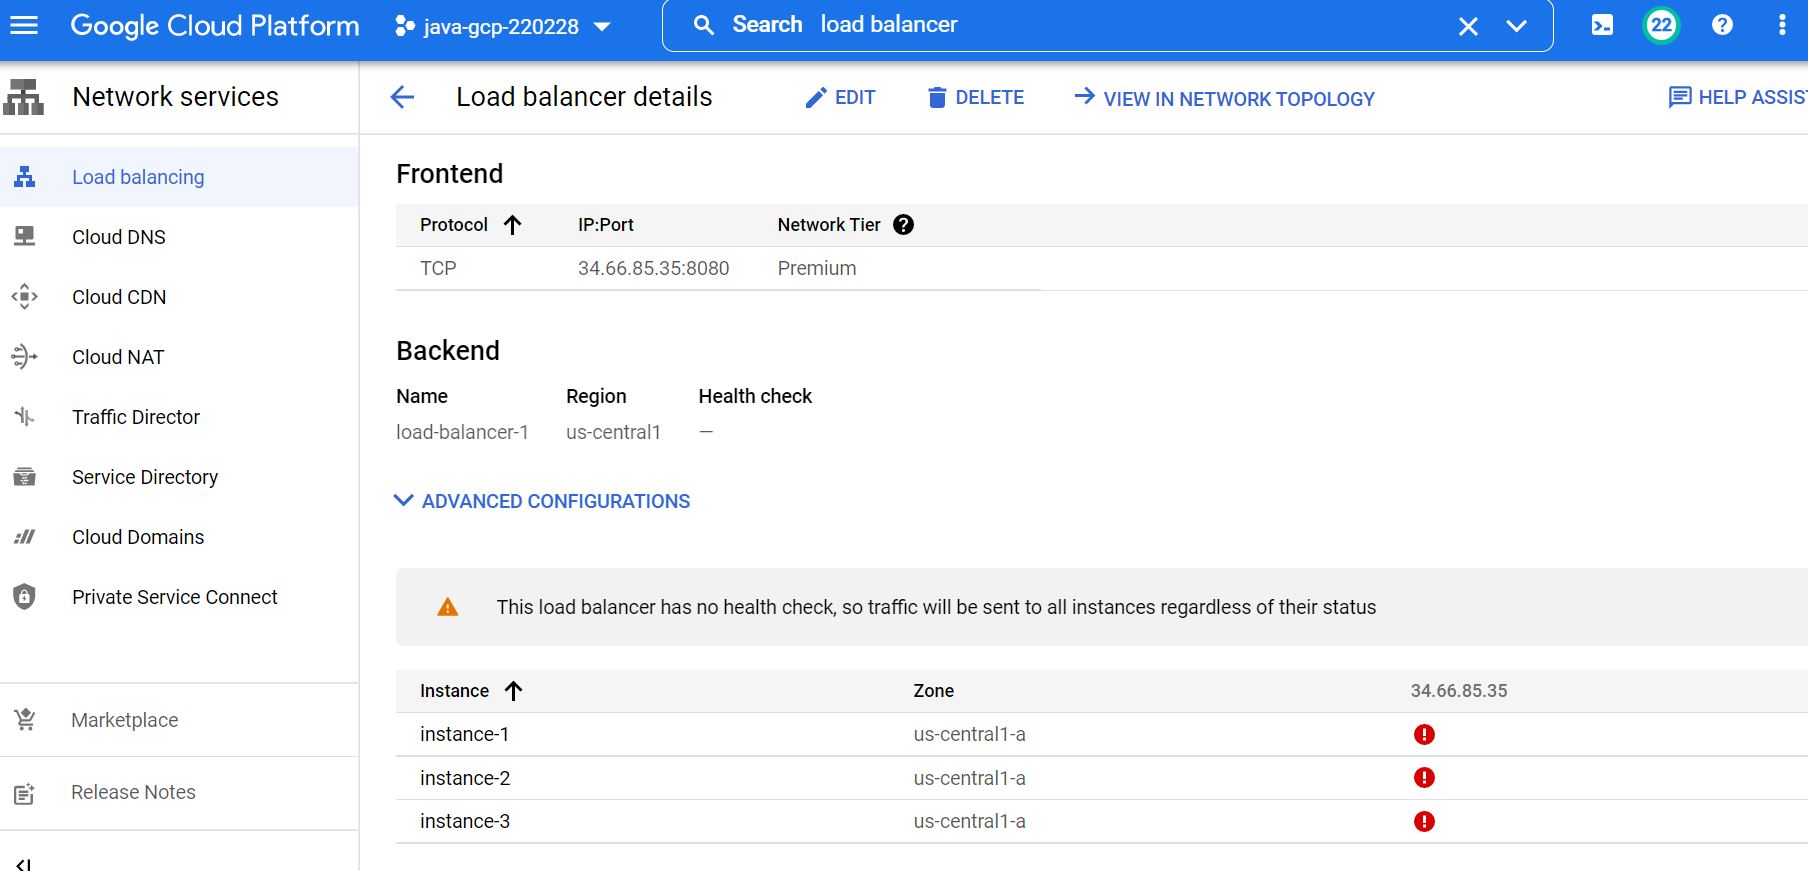 Google Cloud Platform
java-gcp-220228
Search load balancer
22
Network services
Load balancer details
EDIT
DELETE
VIEW IN NETWORK TOPOLOGY
HELP ASSIS
Load balancing
Cloud DNS
Cloud CDN
Cloud NAT
Traffic Director
Service Directory
Cloud Domains
Private Service Connect
Marketplace
Release Notes
Frontend
Protocol IP:Port Network Tier
TCP 34.66.85.35:8080 Premium
Backend
Name Region Health check
load-balancer-1 us-central1 —
ADVANCED CONFIGURATIONS
This load balancer has no health check, so traffic will be sent to all instances regardless of their status
Instance Zone 34.66.85.35
instance-1 us-central1-a
instance-2 us-central1-a
instance-3 us-central1-a